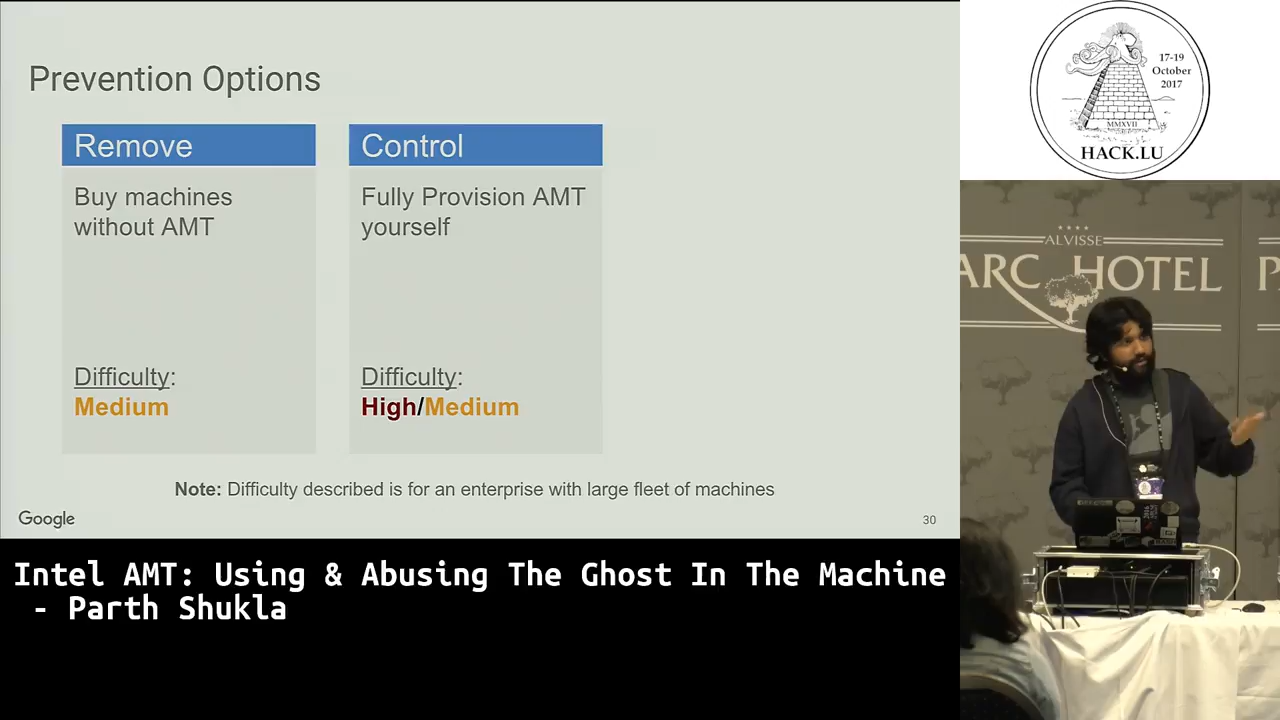 Prevention Options
Remove
Buy machines
without AMT
Difficulty:
Medium
Control
Fully Provision AMT
yourself
Difficulty:
High/Medium
Note: Difficulty described is for an enterprise with large fleet of machines
Google
30
17-19
October
2017
MMXVII
HACK.LU
ALVISSE
ARC HOTEL
P
Intel AMT: Using & Abusing The Ghost In The Machine
- Parth Shukla